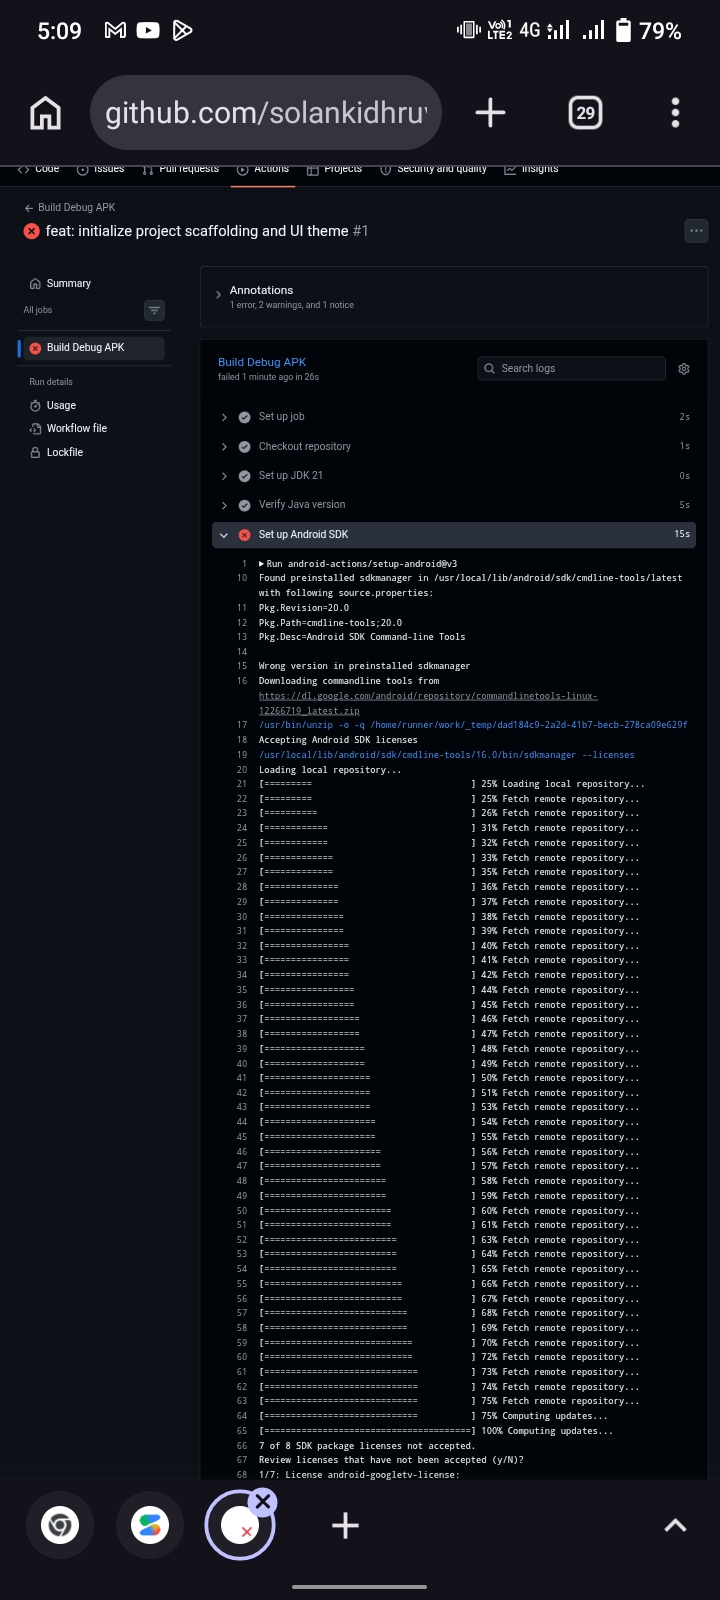 5:09
Vo)) 1
LTE2
4G
79%
github.com/solankidhru
29
Code
Issues
Pull requests
Actions
Projects
Security and quality
Insights
← Build Debug APK
feat: initialize project scaffolding and UI theme #1
Summary
All jobs
Build Debug APK
Run details
Usage
Workflow file
Lockfile
Annotations
1 error, 2 warnings, and 1 notice
Build Debug APK
failed 1 minute ago in 26s
Search logs
Set up job 2s
Checkout repository 1s
Set up JDK 21 0s
Verify Java version 5s
Set up Android SDK 15s
1 ▶Run android-actions/setup-android@v3
10 Found preinstalled sdkmanager in /usr/local/lib/android/sdk/cmdline-tools/latest
with following source.properties:
11 Pkg.Revision=20.0
12 Pkg.Path=cmdline-tools;20.0
13 Pkg.Desc=Android SDK Command-line Tools
14
15 Wrong version in preinstalled sdkmanager
16 Downloading commandline tools from
https://dl.google.com/android/repository/commandlinetools-linux-
12266719_latest.zip
17 /usr/bin/unzip -o -q /home/runner/work/_temp/dad184c9-2a2d-41b7-becb-278ca09e629f
18 Accepting Android SDK licenses
19 /usr/local/lib/android/sdk/cmdline-tools/16.0/bin/sdkmanager --licenses
20 Loading local repository...
21 [========= ] 25% Loading local repository...
22 [========= ] 25% Fetch remote repository...
23 [========== ] 26% Fetch remote repository...
24 [============ ] 31% Fetch remote repository...
25 [============ ] 32% Fetch remote repository...
26 [============= ] 33% Fetch remote repository...
27 [============= ] 35% Fetch remote repository...
28 [============== ] 36% Fetch remote repository...
29 [============== ] 37% Fetch remote repository...
30 [=============== ] 38% Fetch remote repository...
31 [=============== ] 39% Fetch remote repository...
32 [================ ] 40% Fetch remote repository...
33 [================ ] 41% Fetch remote repository...
34 [================ ] 42% Fetch remote repository...
35 [================= ] 44% Fetch remote repository...
36 [================= ] 45% Fetch remote repository...
37 [================== ] 46% Fetch remote repository...
38 [================== ] 47% Fetch remote repository...
39 [=================== ] 48% Fetch remote repository...
40 [=================== ] 49% Fetch remote repository...
41 [==================== ] 50% Fetch remote repository...
42 [==================== ] 51% Fetch remote repository...
43 [==================== ] 53% Fetch remote repository...
44 [===================== ] 54% Fetch remote repository...
45 [===================== ] 55% Fetch remote repository...
46 [====================== ] 56% Fetch remote repository...
47 [====================== ] 57% Fetch remote repository...
48 [======================= ] 58% Fetch remote repository...
49 [======================= ] 59% Fetch remote repository...
50 [======================== ] 60% Fetch remote repository...
51 [======================== ] 61% Fetch remote repository...
52 [========================= ] 63% Fetch remote repository...
53 [========================= ] 64% Fetch remote repository...
54 [========================= ] 65% Fetch remote repository...
55 [========================== ] 66% Fetch remote repository...
56 [========================== ] 67% Fetch remote repository...
57 [=========================== ] 68% Fetch remote repository...
58 [=========================== ] 69% Fetch remote repository...
59 [============================ ] 70% Fetch remote repository...
60 [============================ ] 72% Fetch remote repository...
61 [============================= ] 73% Fetch remote repository...
62 [============================= ] 74% Fetch remote repository...
63 [============================= ] 75% Fetch remote repository...
64 [============================= ] 75% Computing updates...
65 [=======================================] 100% Computing updates...
66 7 of 8 SDK package licenses not accepted.
67 Review licenses that have not been accepted (y/N)?
68 1/7: License android-googletv-license: